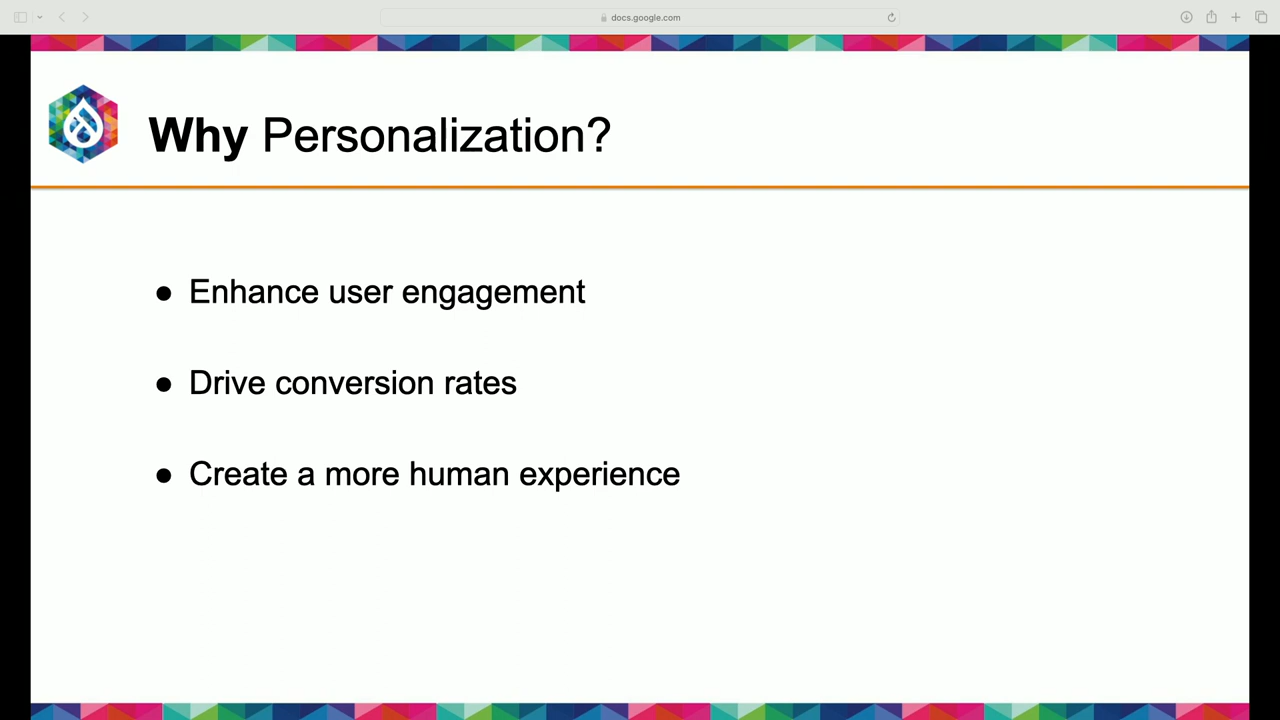 docs.google.com
Why Personalization?
● Enhance user engagement
● Drive conversion rates
● Create a more human experience